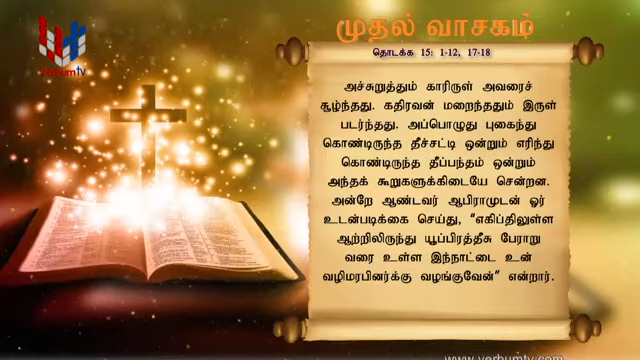 verbumtv
முதல் வாசகம்
தொடக்க 15: 1-12, 17-18
அச்சுறுத்தும் காரிருள் அவரைச்
சூழ்ந்தது. கதிரவன் மறைந்ததும் இருள்
படர்ந்தது. அப்பொழுது புகைந்து
கொண்டிருந்த தீச்சட்டி ஒன்றும் எரிந்து
கொண்டிருந்த தீப்பந்தம் ஒன்றும்
அந்தக் கூறுகளுக்கிடையே சென்றன.
அன்றே ஆண்டவர் ஆபிராமுடன் ஓர்
உடன்படிக்கை செய்து, “எகிப்திலுள்ள
ஆற்றிலிருந்து யூப்பிரத்தீசு பேராறு
வரை உள்ள இந்நாட்டை உன்
வழிமரபினர்க்கு வழங்குவேன்” என்றார்.
www.verbumtv.com